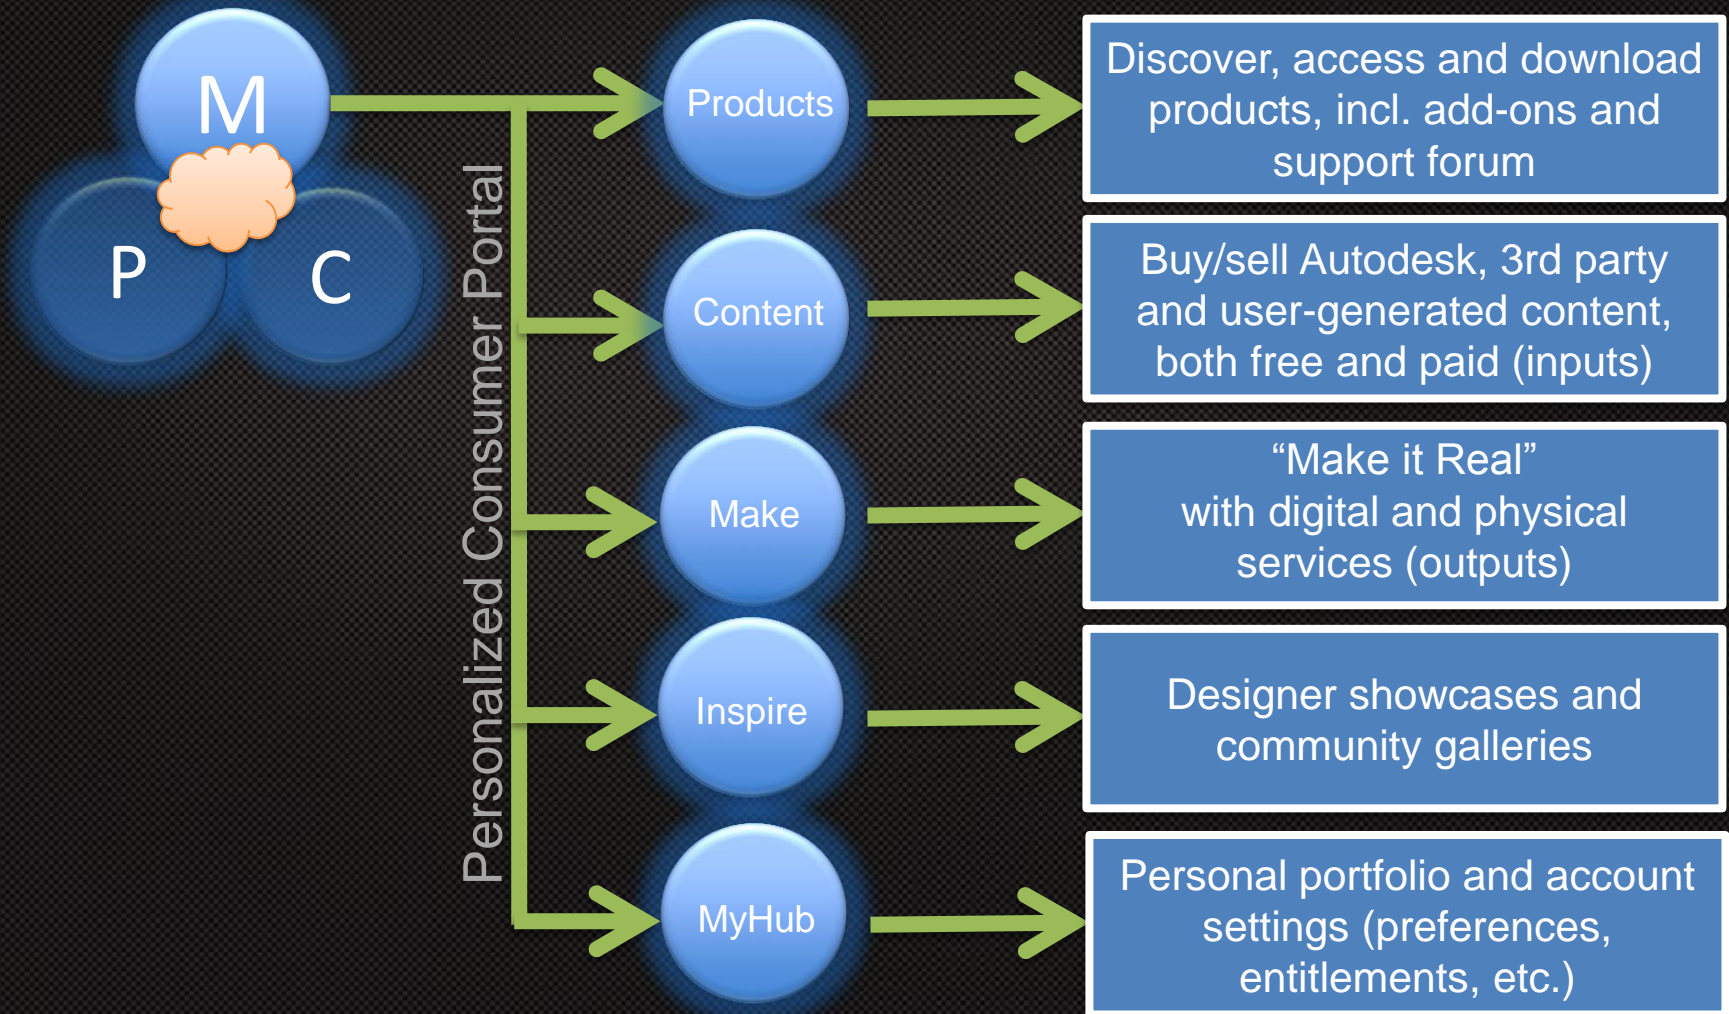 M
P
C
Personalized Consumer Portal
Products
Discover, access and download
products, incl. add-ons and
support forum
Content
Buy/sell Autodesk, 3rd party
and user-generated content,
both free and paid (inputs)
Make
“Make it Real”
with digital and physical
services (outputs)
Inspire
Designer showcases and
community galleries
MyHub
Personal portfolio and account
settings (preferences,
entitlements, etc.)